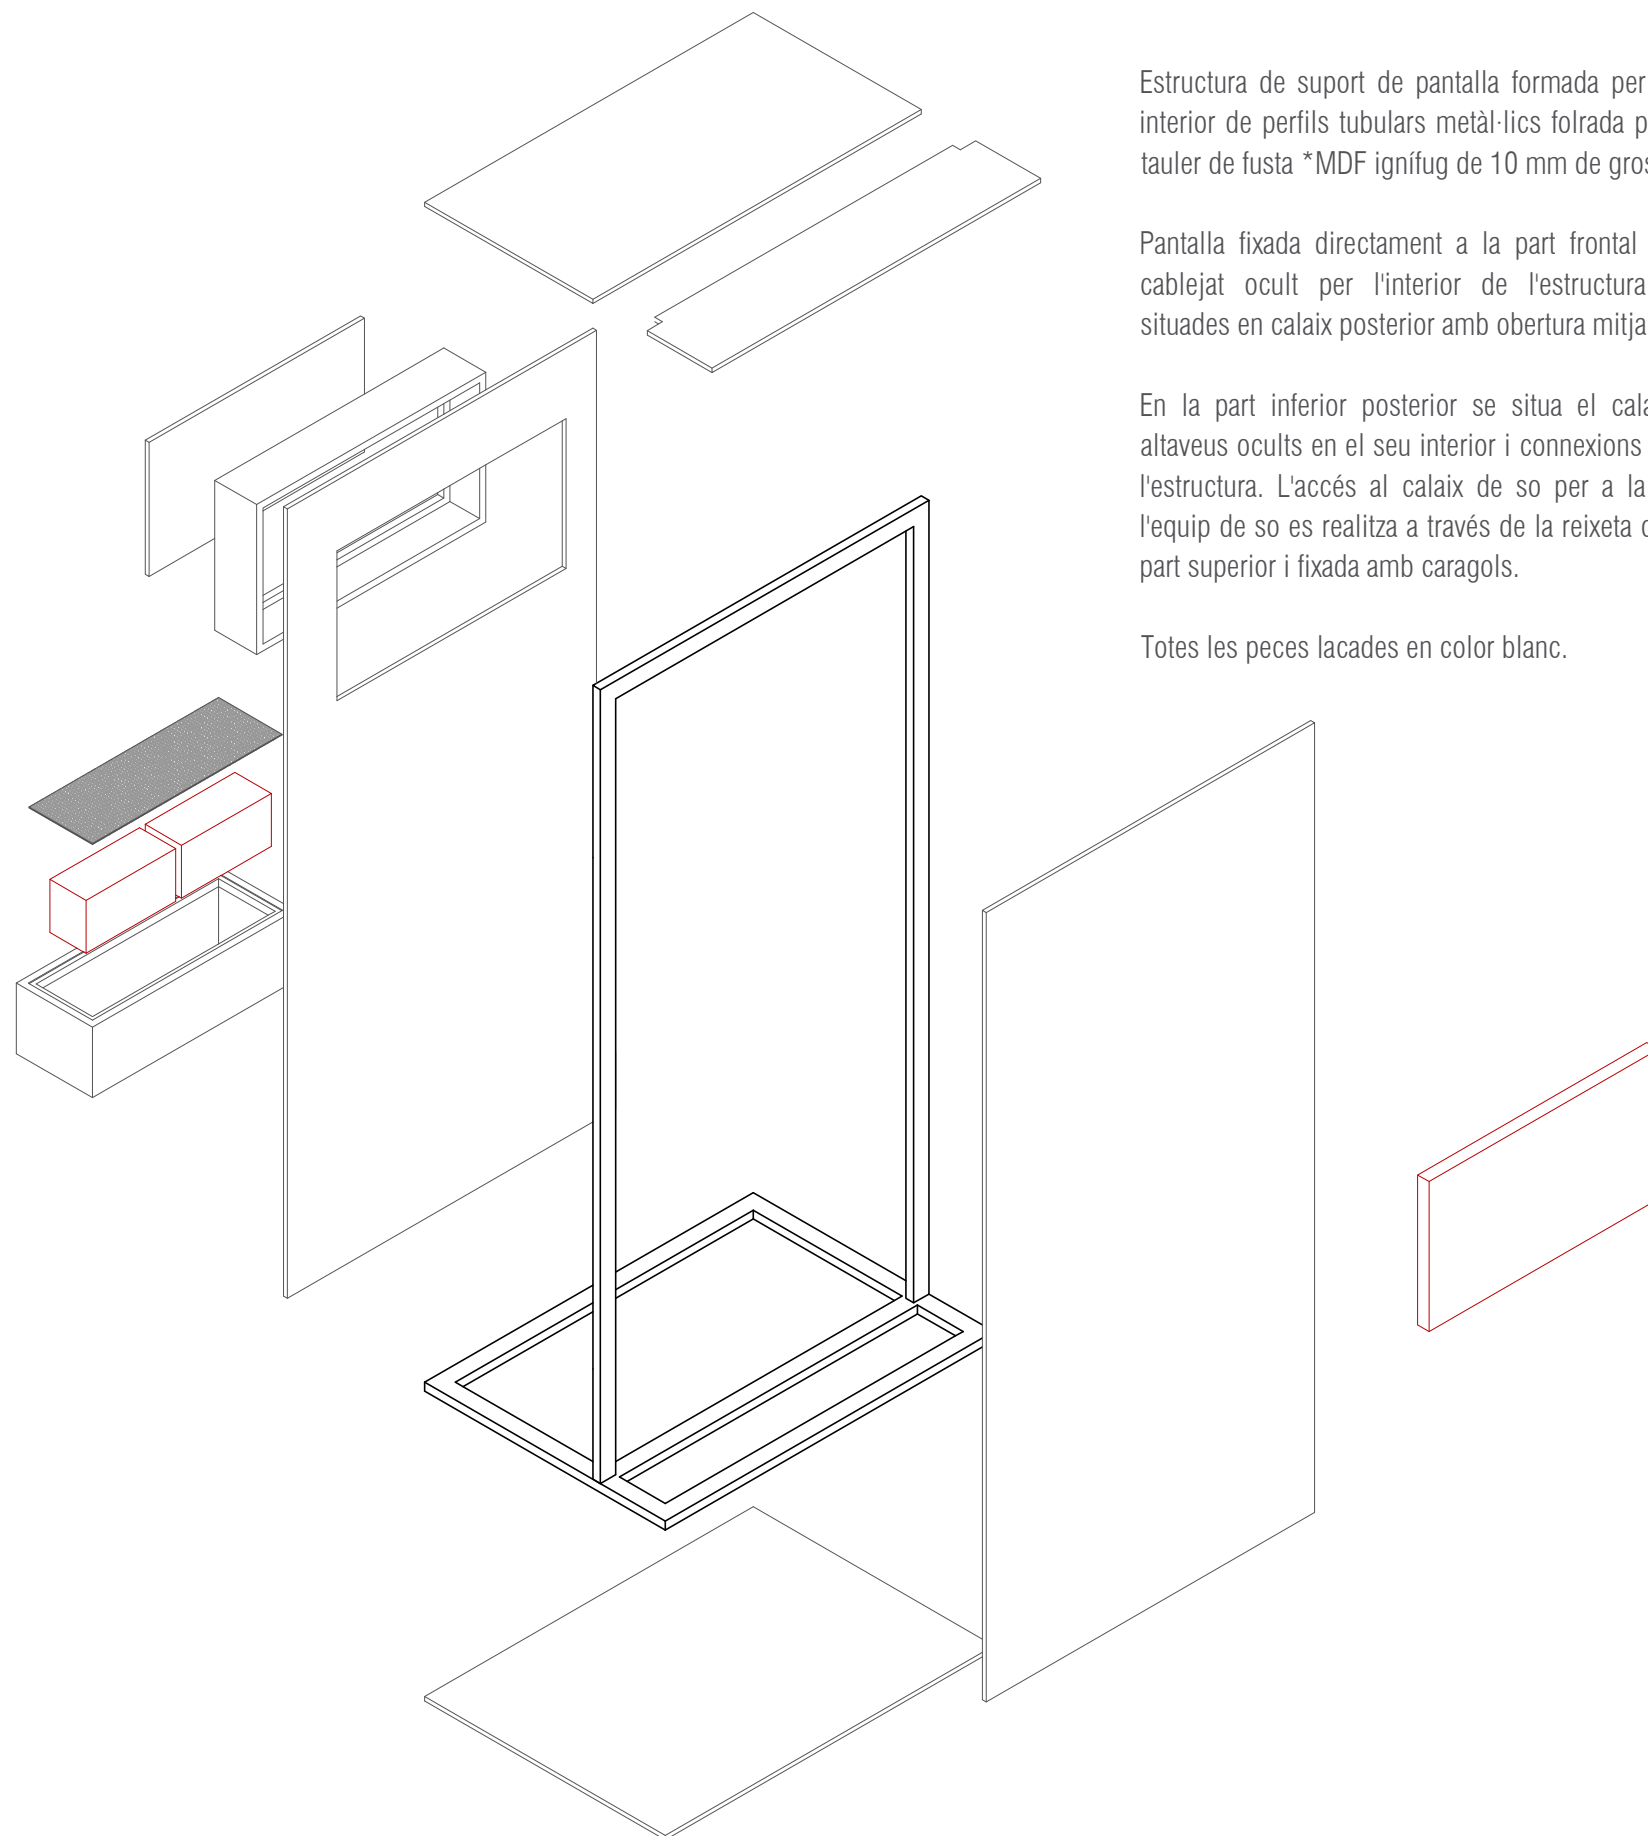 Estructura de suport de pantalla formada per
interior de perfils tubulars metàl·lics folrada
tauler de fusta *MDF ignífug de 10 mm de
Pantalla fixada directament a la part frontal
cablejat ocult per l'interior de l'estructura
situades en calaix posterior amb obertura
En la part inferior posterior se situa el
altaveus ocults en el seu interior i connexions
l'estructura. L'accés al calaix de so per a la
l'equip de so es realitza a través de la reixeta
part superior i fixada amb caragols.
Totes les peces lacades en color blanc.